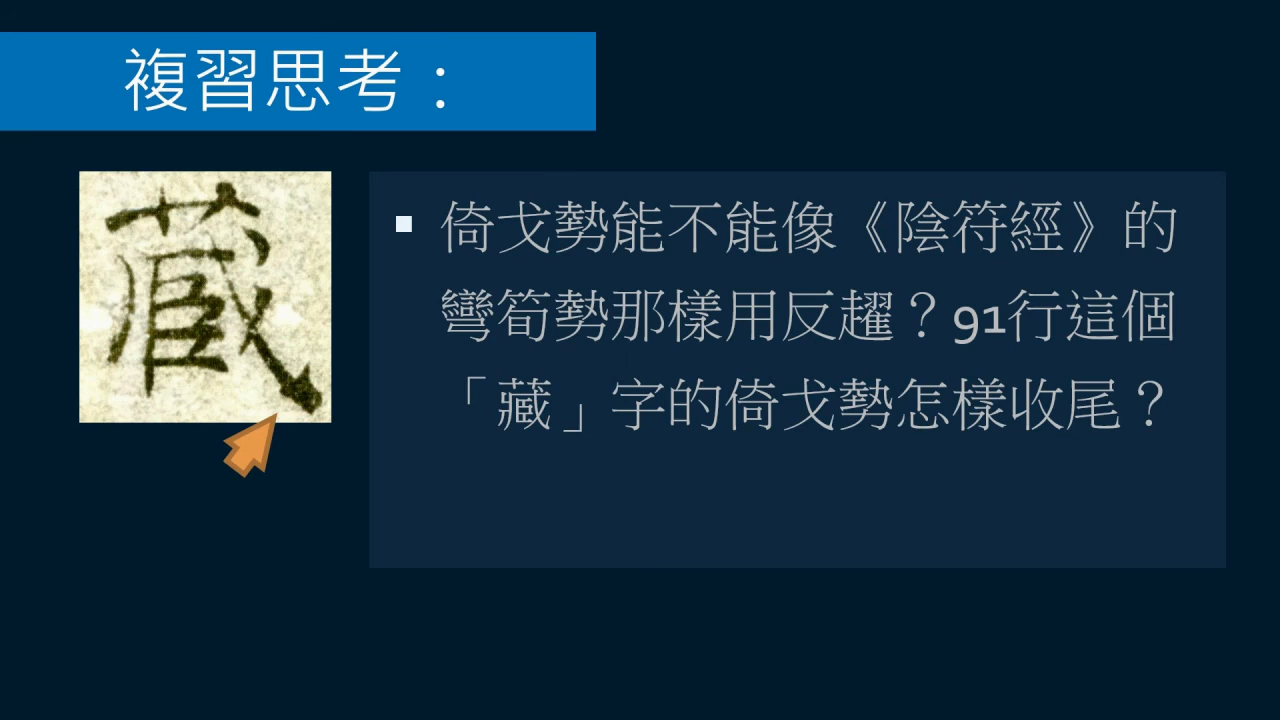 複習思考：
藏
倚戈勢能不能像《陰符經》的
彎筍勢那樣用反趯？91行這個
「藏」字的倚戈勢怎樣收尾？